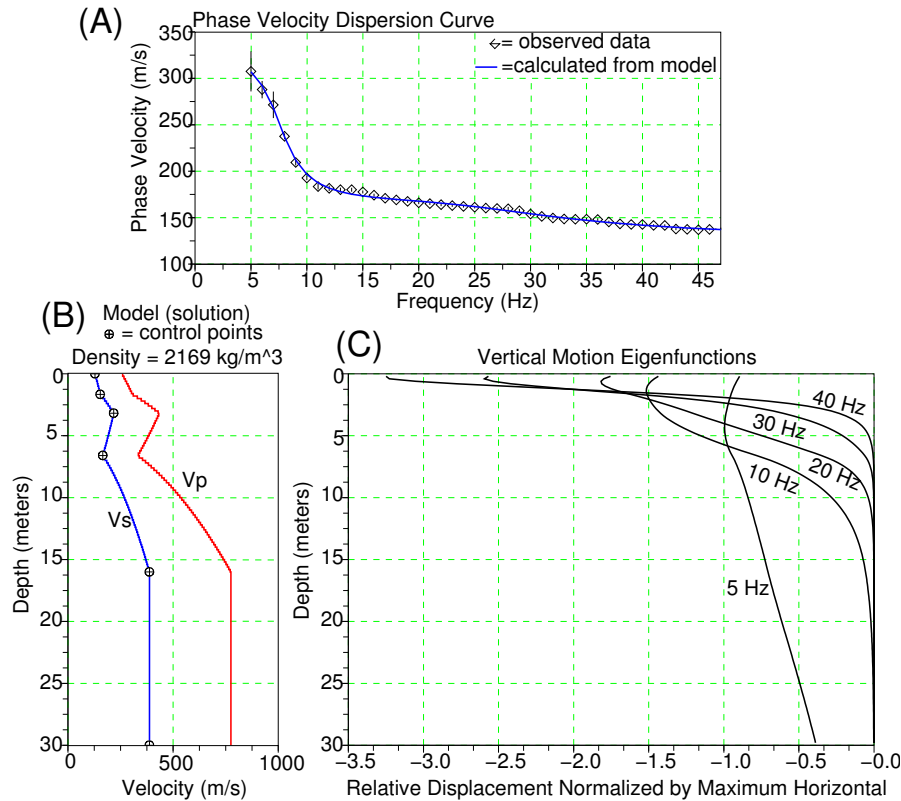 (A)
Phase Velocity Dispersion Curve
= observed data
=calculated from model
Phase Velocity (m/s)
350
300
250
200
150
100
0 5 10 15 20 25 30 35 40 45
Frequency (Hz)
(B)
Model (solution)
= control points
Density = 2169 kg/m^3
Depth (meters)
0
5
10
15
20
25
30
Vp
Vs
0 500 1000
Velocity (m/s)
(C)
Vertical Motion Eigenfunctions
Depth (meters)
0
5
10
15
20
25
30
40 Hz
30 Hz
20 Hz
10 Hz
5 Hz
−3.5 −3.0 −2.5 −2.0 −1.5 −1.0 −0.5 −0.0
Relative Displacement Normalized by Maximum Horizontal